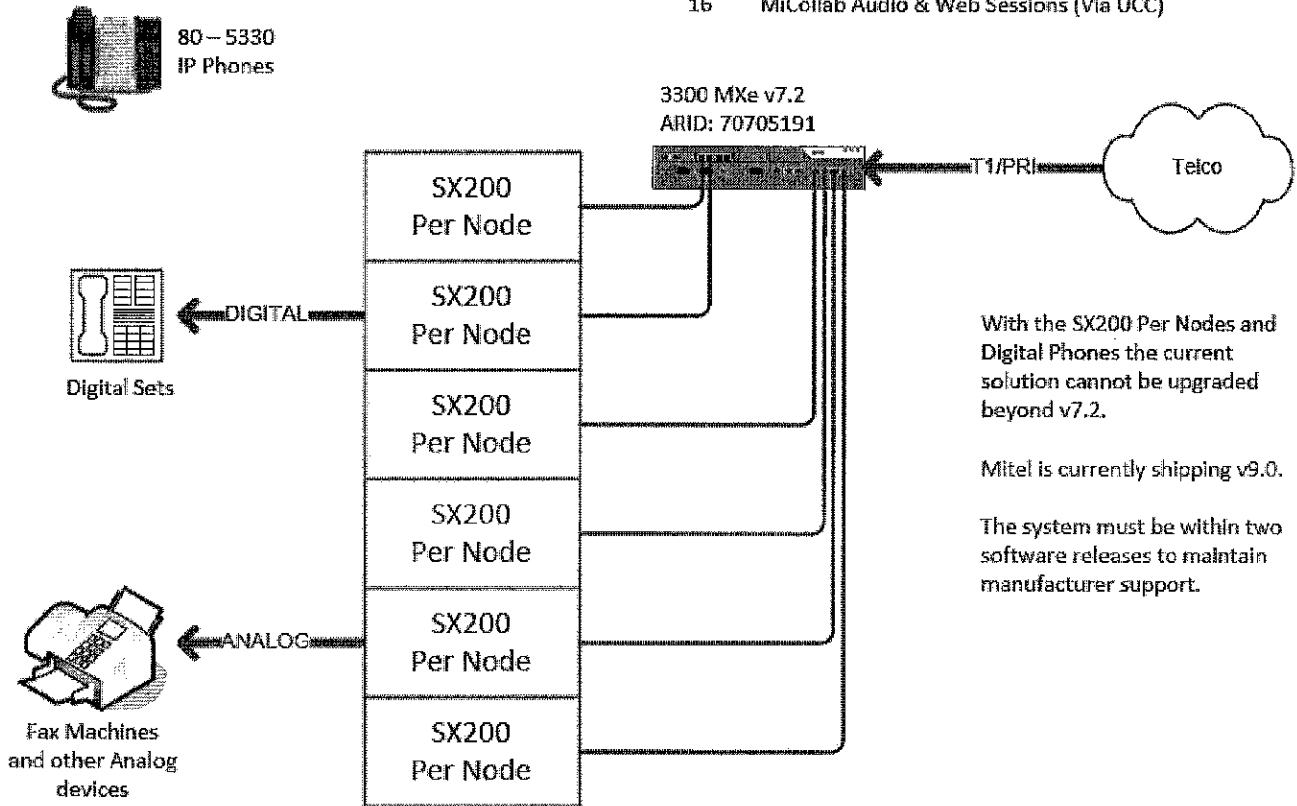 16 MiCollab Audio & Web Sessions (Via UCC)
80 – 5330
IP Phones
3300 MXe v7.2
ARID: 70705191
T1/PRI
Telco
SX200
Per Node
SX200
Per Node
DIGITAL
Digital Sets
SX200
Per Node
SX200
Per Node
ANALOG
SX200
Per Node
SX200
Per Node
Fax Machines
and other Analog
devices
With the SX200 Per Nodes and
Digital Phones the current
solution cannot be upgraded
beyond v7.2.
Mitel is currently shipping v9.0.
The system must be within two
software releases to maintain
manufacturer support.